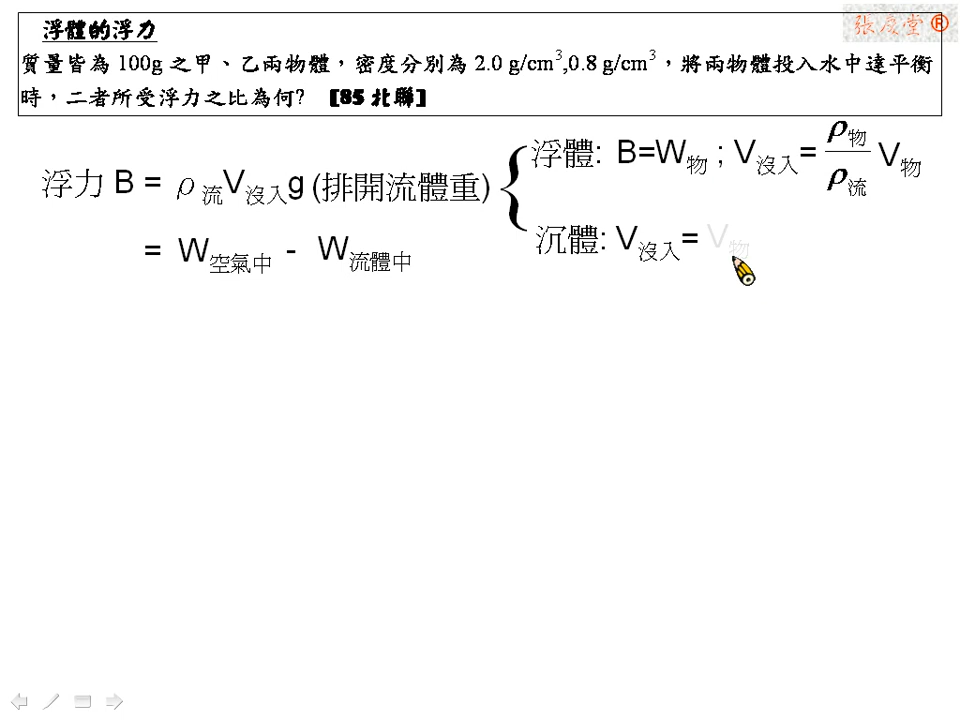 浮體的浮力
張度堂®
質量皆為 100g 之甲、乙兩物體，密度分別為 2.0 g/cm³,0.8 g/cm³，將兩物體投入水中達平衡
時，二者所受浮力之比為何? 【85 北聯】
浮體: B=W物 ; V沒入= ρ物/ρ流 V物
浮力 B = ρ流V沒入g (排開流體重)
沉體: V沒入= V物
= W空氣中 - W流體中